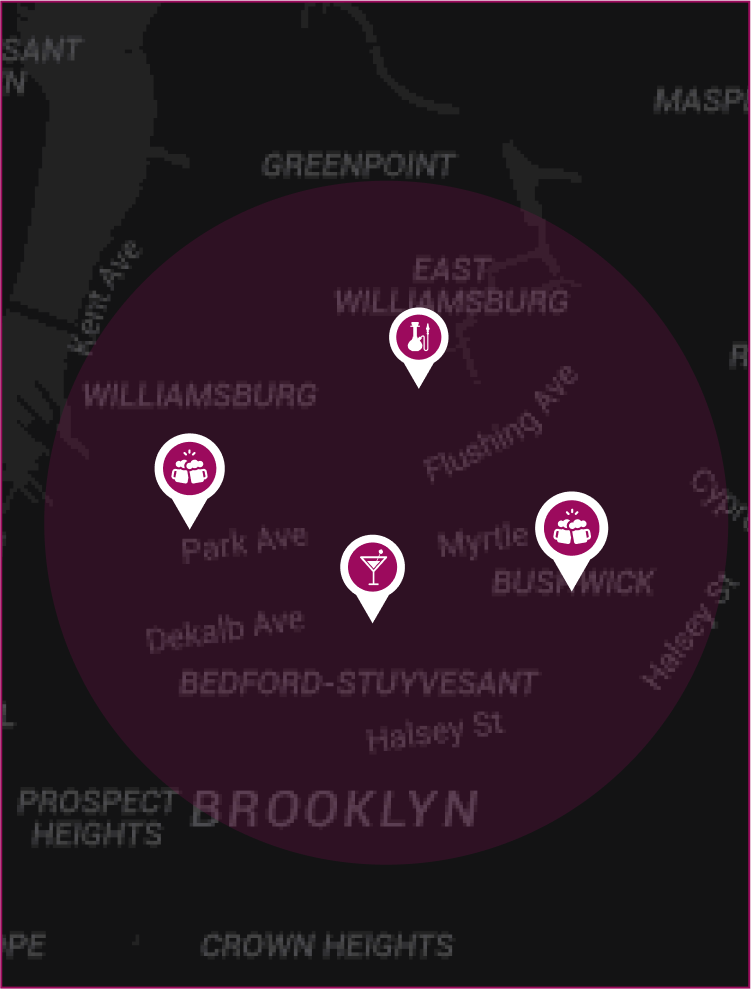 SANT
N
MASP
GREENPOINT
Kent Ave
EAST
WILLIAMSBURG
WILLIAMSBURG
Flushing Ave
Cypr
Park Ave
Myrtle
BUSHWICK
Dekalb Ave
Halsey St
BEDFORD-STUYVESANT
Halsey St
L
PROSPECT
HEIGHTS
BROOKLYN
OPE
CROWN HEIGHTS